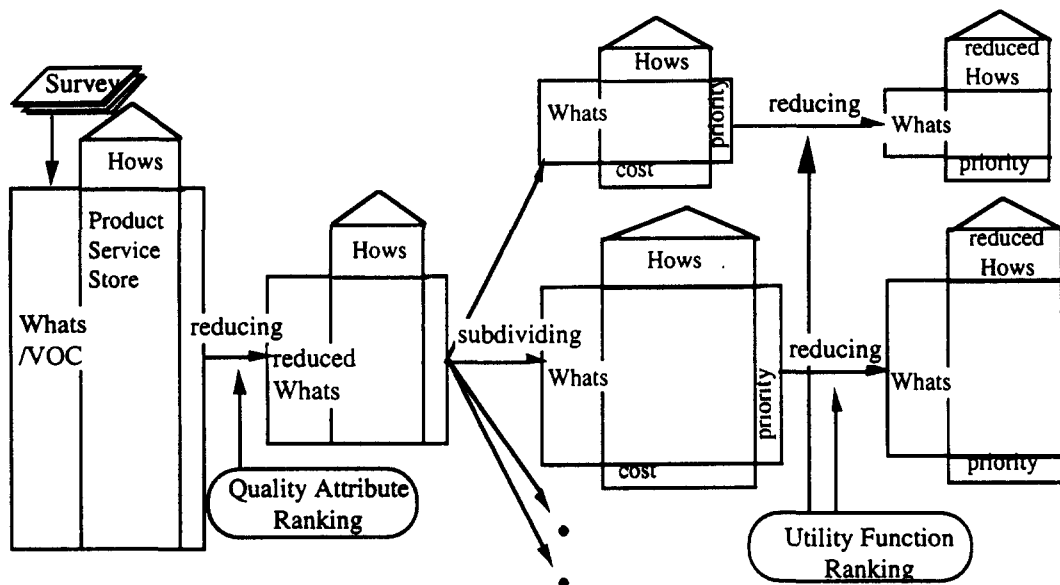 Survey
Hows
Product
Service
Store
Whats
/VOC
reducing
Hows
reduced
Whats
Quality Attribute
Ranking
subdividing
Hows
Whats
priority
cost
reducing
reduced
Hows
Whats
priority
Hows
Whats
priority
cost
reducing
reduced
Hows
Whats
priority
Utility Function
Ranking